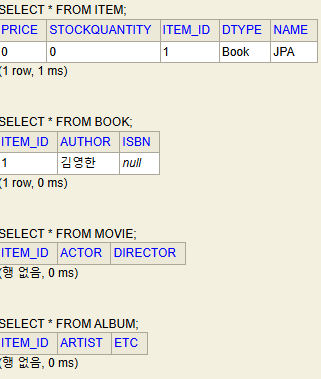 SELECT * FROM ITEM;
PRICE STOCKQUANTITY ITEM_ID DTYPE NAME
0 0 1 Book JPA
(1 row, 1 ms)
SELECT * FROM BOOK;
ITEM_ID AUTHOR ISBN
1 김영한 null
(1 row, 0 ms)
SELECT * FROM MOVIE;
ITEM_ID ACTOR DIRECTOR
(행 없음, 0 ms)
SELECT * FROM ALBUM;
ITEM_ID ARTIST ETC
(행 없음, 0 ms)